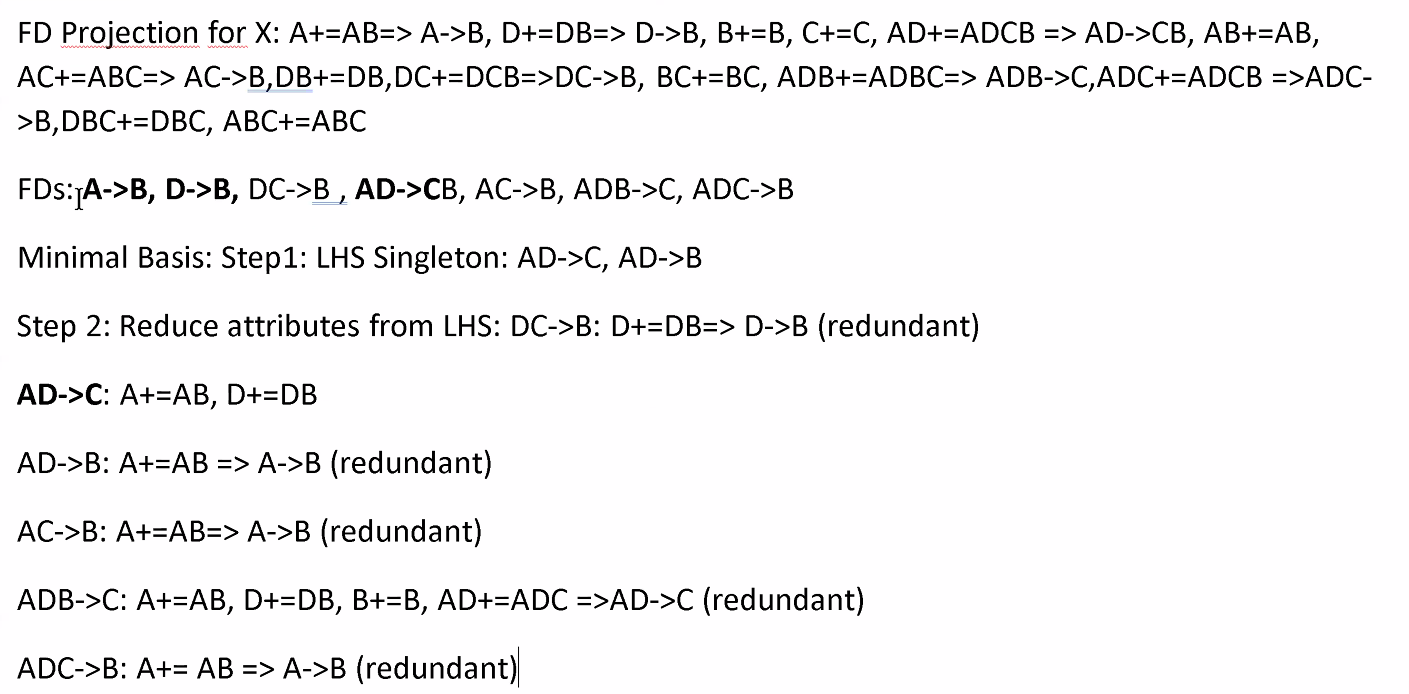 FD Projection for X: A+=AB=> A->B, D+=DB=> D->B, B+=B, C+=C, AD+=ADCB => AD->CB, AB+=AB,
AC+=ABC=> AC->B,DB+=DB,DC+=DCB=>DC->B, BC+=BC, ADB+=ADBC=> ADB->C,ADC+=ADCB =>ADC-
>B,DBC+=DBC, ABC+=ABC
FDs: A->B, D->B, DC->B , AD->CB, AC->B, ADB->C, ADC->B
Minimal Basis: Step1: LHS Singleton: AD->C, AD->B
Step 2: Reduce attributes from LHS: DC->B: D+=DB=> D->B (redundant)
AD->C: A+=AB, D+=DB
AD->B: A+=AB => A->B (redundant)
AC->B: A+=AB=> A->B (redundant)
ADB->C: A+=AB, D+=DB, B+=B, AD+=ADC =>AD->C (redundant)
ADC->B: A+= AB => A->B (redundant)